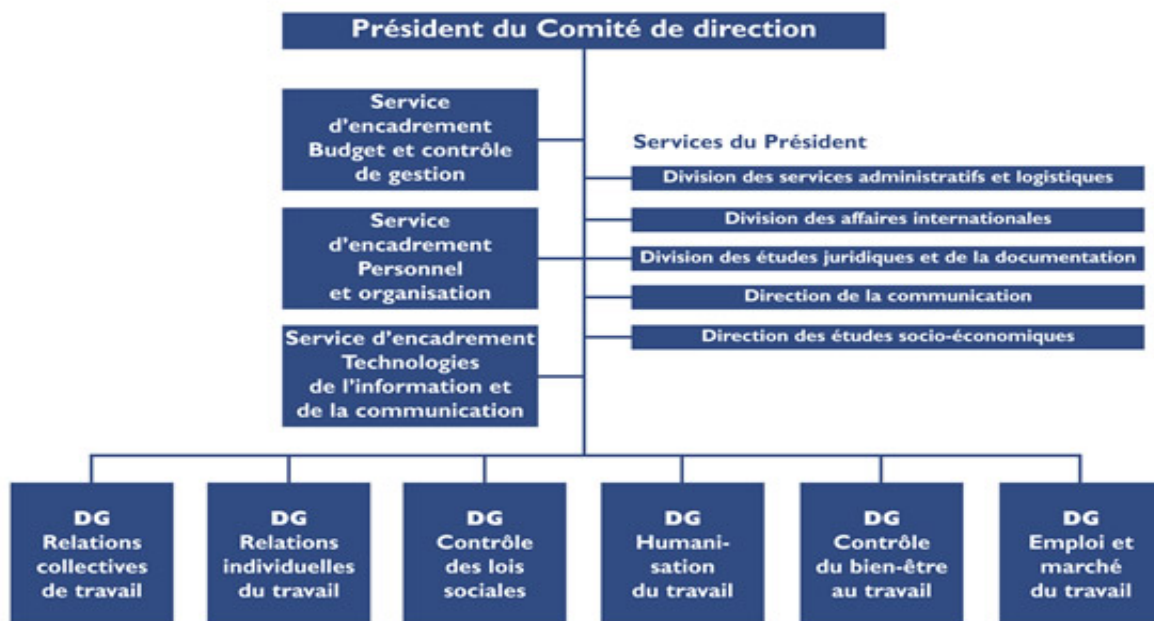 Président du Comité de direction
Service
d'encadrement
Budget et contrôle
de gestion
Service
d'encadrement
Personnel
et organisation
Service d'encadrement
Technologies
de l'information et
de la communication
Services du Président
Division des services administratifs et logistiques
Division des affaires internationales
Division des études juridiques et de la documentation
Direction de la communication
Direction des études socio-économiques
DG
Relations
collectives
de travail
DG
Relations
individuelles
du travail
DG
Contrôle
des lois
sociales
DG
Humani-
sation
du travail
DG
Contrôle
du bien-être
au travail
DG
Emploi et
marché
du travail